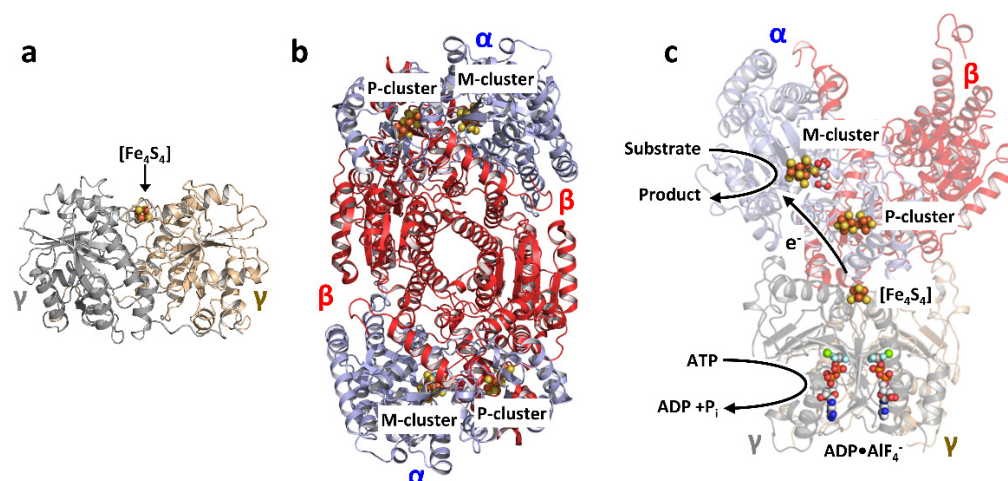 a
[Fe₄S₄]
γ
γ
b
α
P-cluster
M-cluster
β
β
M-cluster
P-cluster
α
c
α
β
M-cluster
Substrate
Product
P-cluster
e⁻
[Fe₄S₄]
ATP
ADP +Pᵢ
γ
γ
ADP•AlF₄⁻